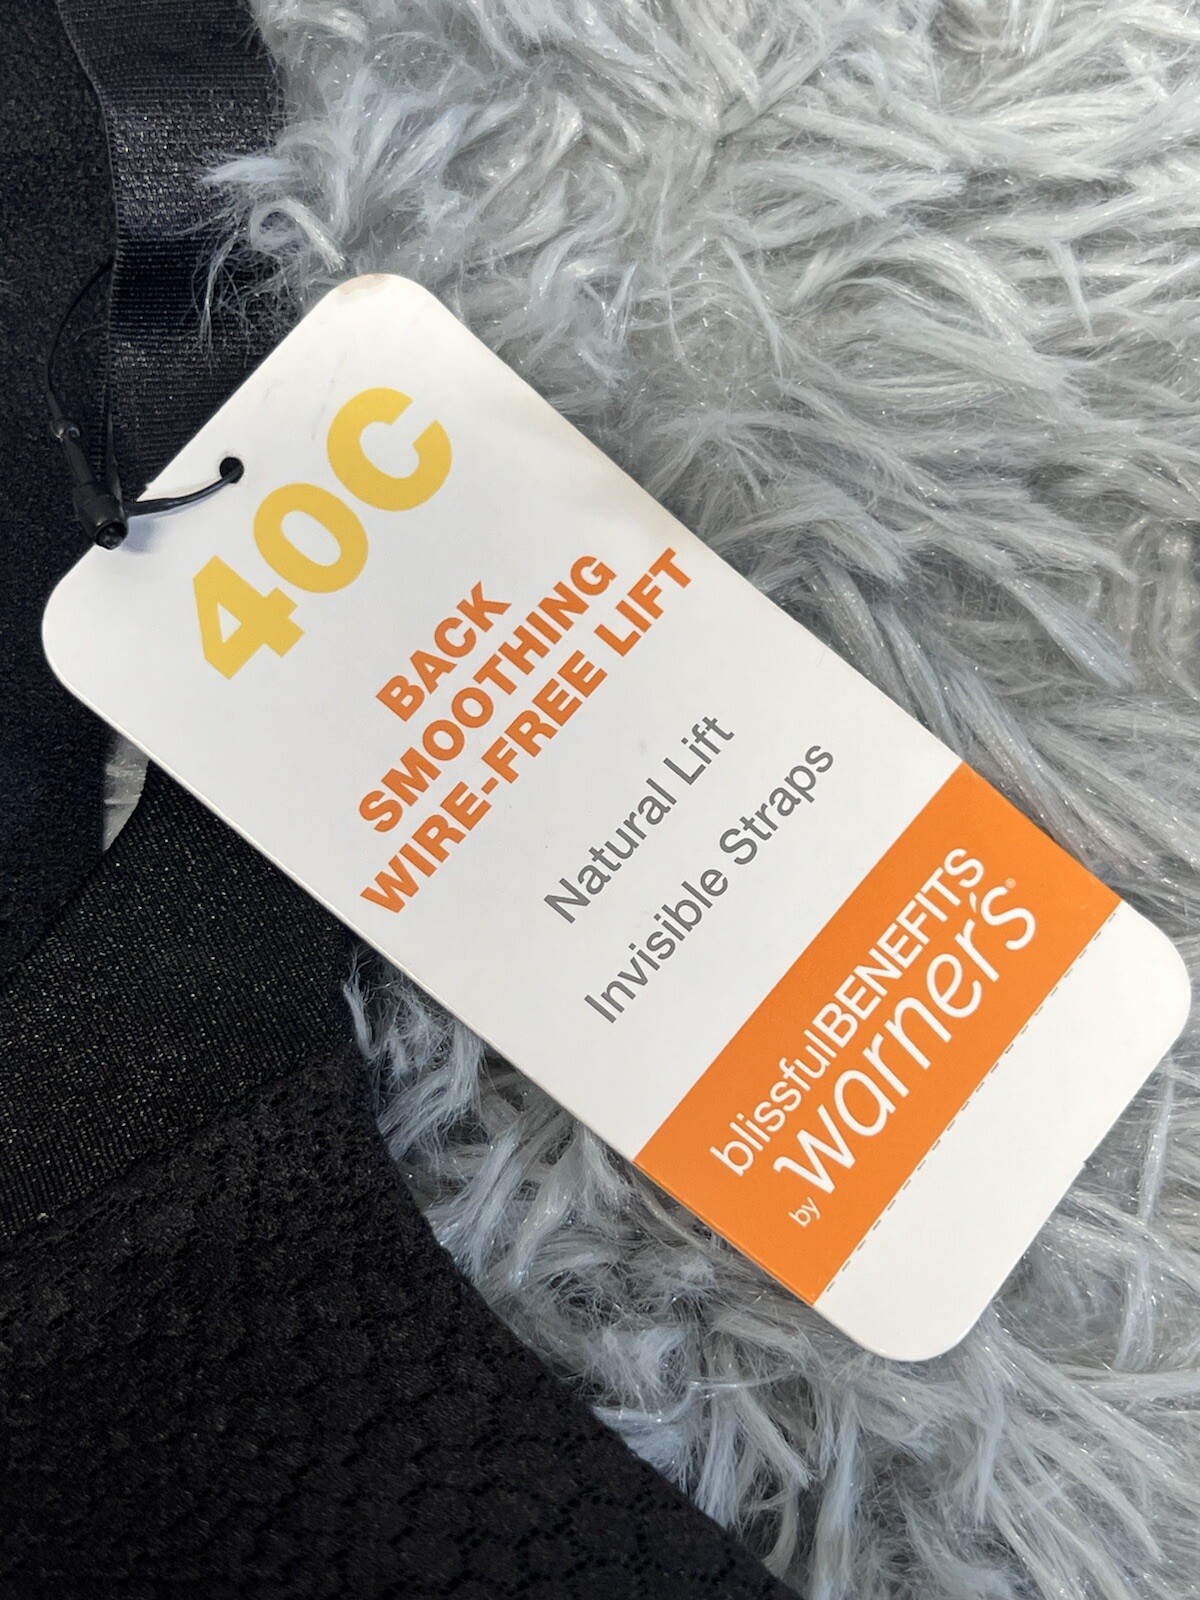 40C
BACK
SMOOTHING
WIRE-FREE LIFT
Natural Lift
Invisible Straps
blissfulBENEFITS
by warner's®